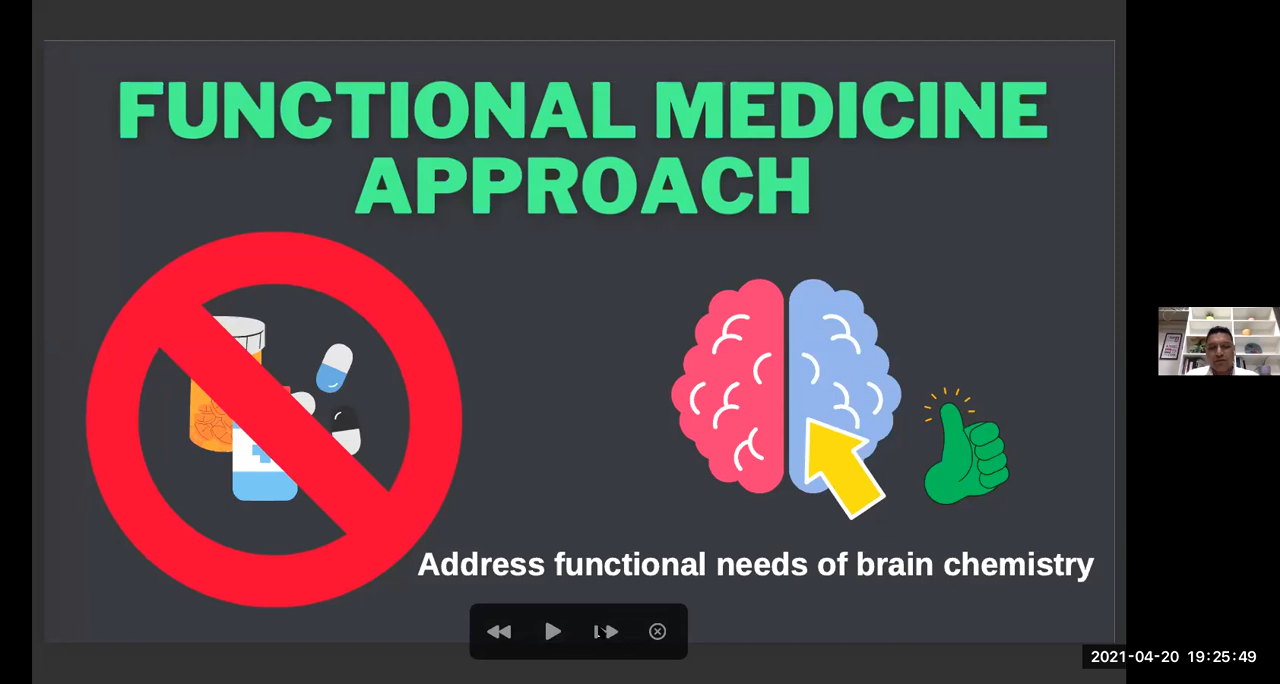 FUNCTIONAL MEDICINE
APPROACH
Address functional needs of brain chemistry
2021-04-20 19:25:49